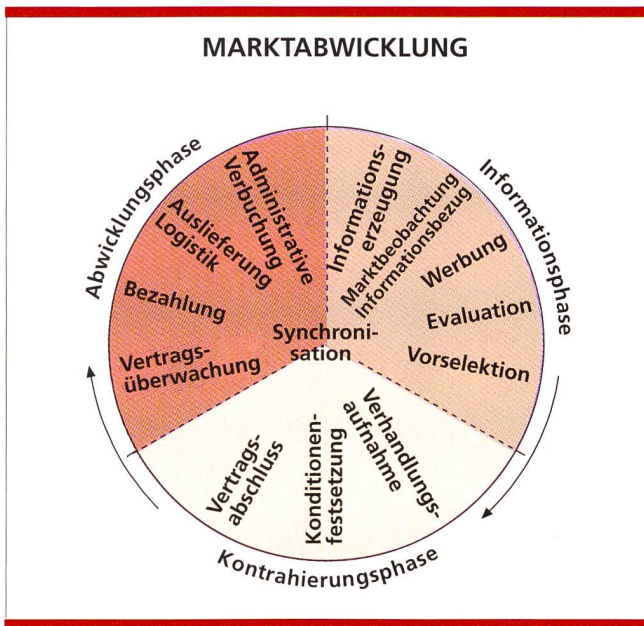 MARKTABWICKLUNG
Informationsphase
Informations-
erzeugung
Marktbeobachtung
Informationsbezug
Werbung
Evaluation
Vorselektion
Kontrahierungsphase
Verhandlungs-
aufnahme
Konditionen-
festsetzung
Vertrags-
abschluss
Abwicklungsphase
Vertrags-
überwachung
Bezahlung
Auslieferung
Logistik
Administrative
Verbuchung
Synchroni-
sation